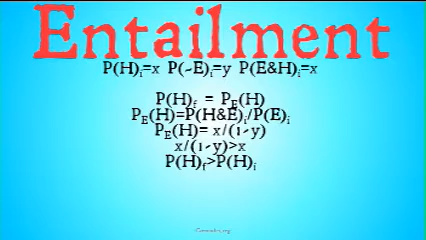 Entailment
P(H)ᵢ=x P(~E)ᵢ=y P(E&H)ᵢ=x
P(H)f = PE(H)
PE(H)=P(H&E)ᵢ/P(E)ᵢ
PE(H)= x/(1-y)
x/(1-y)>x
P(H)f>P(H)ᵢ